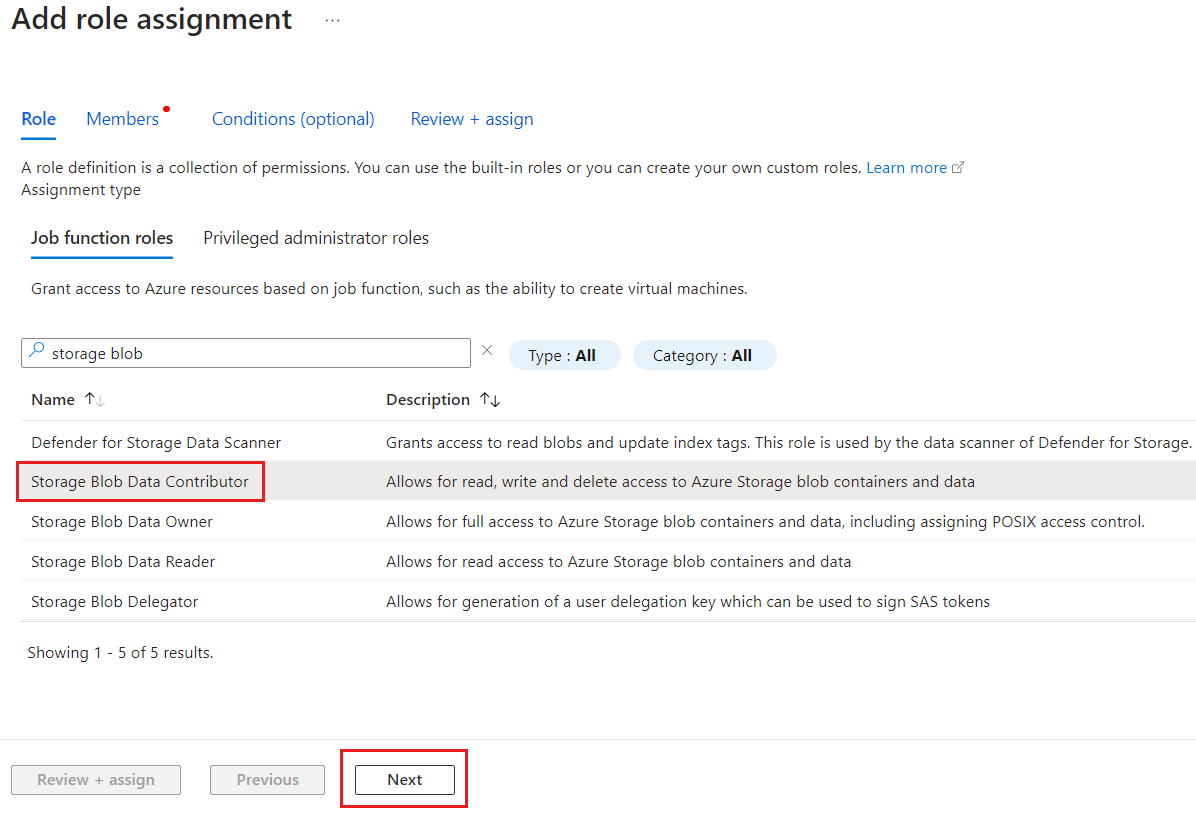 Add role assignment ...
Role Members Conditions (optional) Review + assign
A role definition is a collection of permissions. You can use the built-in roles or you can create your own custom roles. Learn more
Assignment type
Job function roles Privileged administrator roles
Grant access to Azure resources based on job function, such as the ability to create virtual machines.
storage blob Type : All Category : All
Name ↑↓ Description ↑↓
Defender for Storage Data Scanner Grants access to read blobs and update index tags. This role is used by the data scanner of Defender for Storage.
Storage Blob Data Contributor Allows for read, write and delete access to Azure Storage blob containers and data
Storage Blob Data Owner Allows for full access to Azure Storage blob containers and data, including assigning POSIX access control.
Storage Blob Data Reader Allows for read access to Azure Storage blob containers and data
Storage Blob Delegator Allows for generation of a user delegation key which can be used to sign SAS tokens
Showing 1 - 5 of 5 results.
Review + assign Previous Next